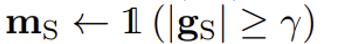 m_S ← 𝟙 (|g_S| ≥ γ)